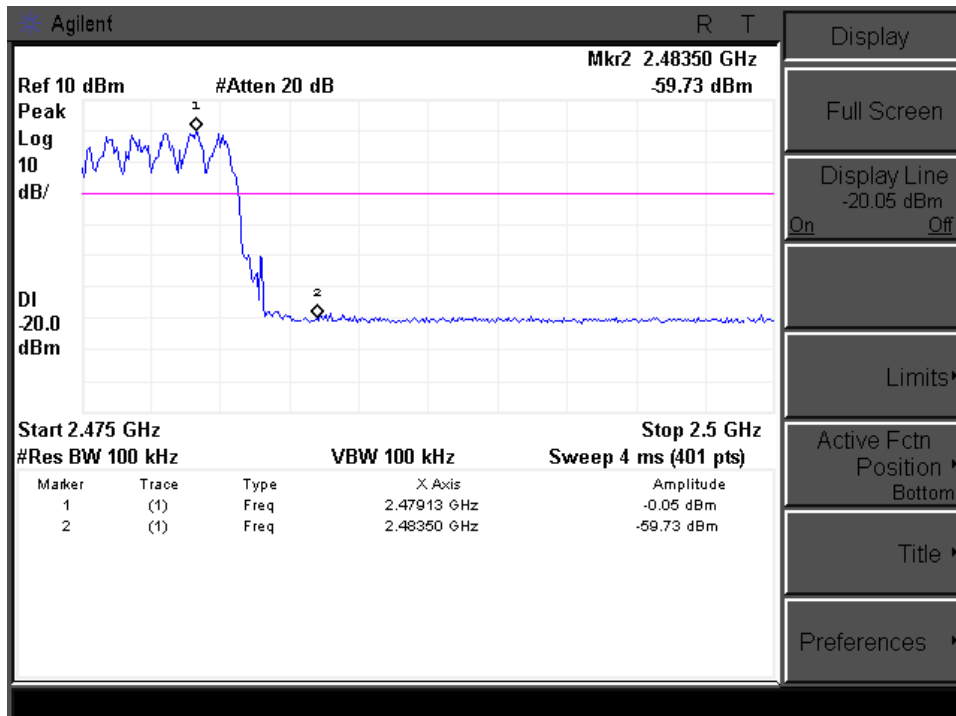 Agilent R T
Mkr2 2.48350 GHz
Ref 10 dBm #Atten 20 dB -59.73 dBm
Peak
Log
10
dB/
1
2
DI
-20.0
dBm
Start 2.475 GHz Stop 2.5 GHz
#Res BW 100 kHz VBW 100 kHz Sweep 4 ms (401 pts)
Marker Trace Type X Axis Amplitude
1 (1) Freq 2.47913 GHz -0.05 dBm
2 (1) Freq 2.48350 GHz -59.73 dBm
Display
Full Screen
Display Line
-20.05 dBm
On Off
Limits
Active Fctn
Position
Bottom
Title
Preferences